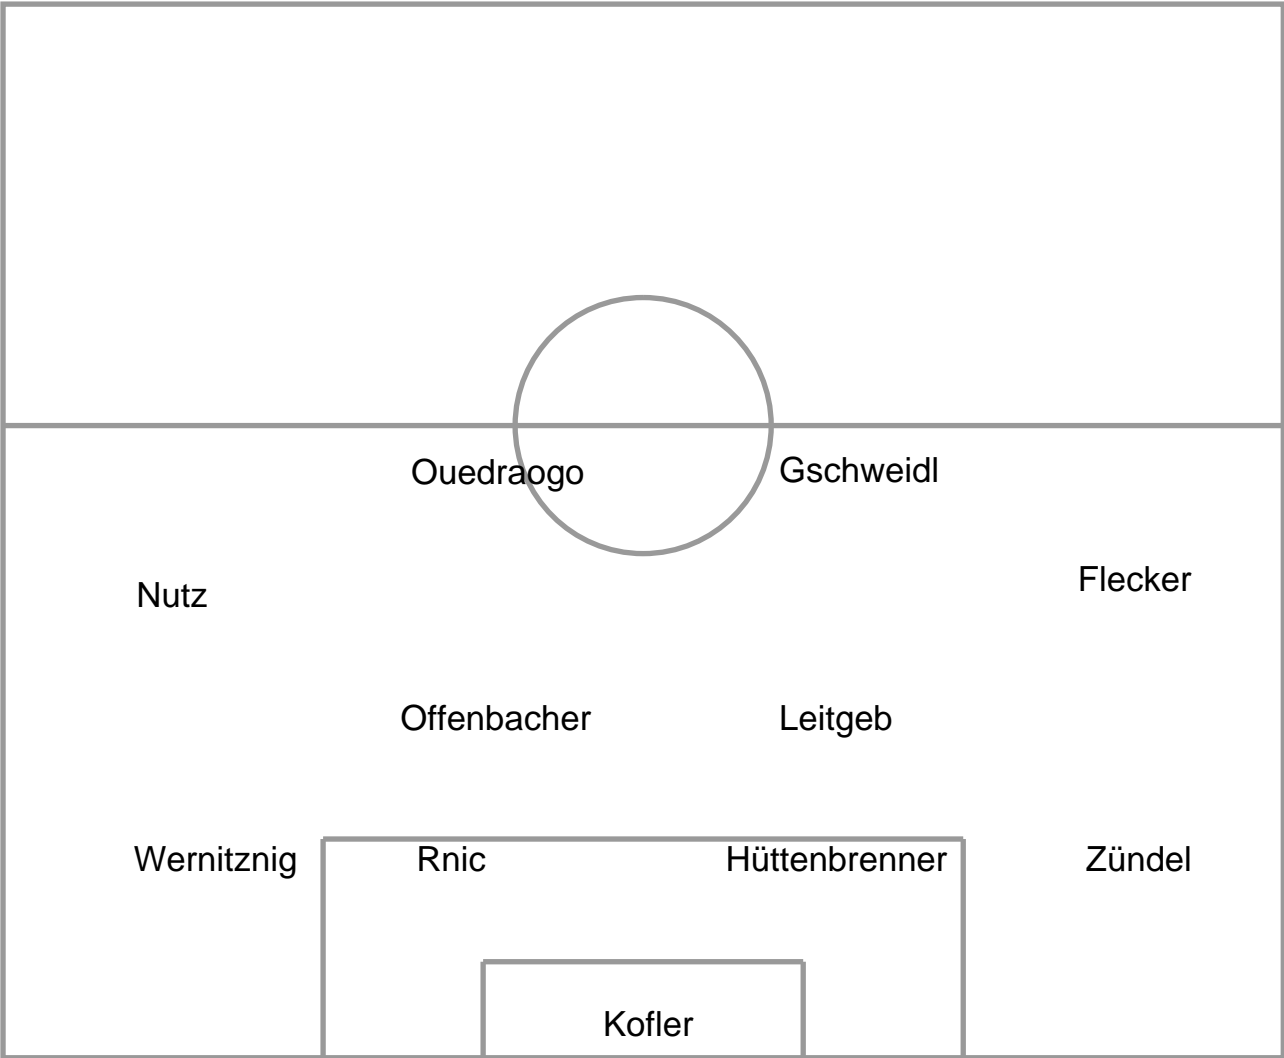 Ouedraogo
Gschweidl
Nutz
Flecker
Offenbacher
Leitgeb
Wernitznig
Rnic
Hüttenbrenner
Zündel
Kofler